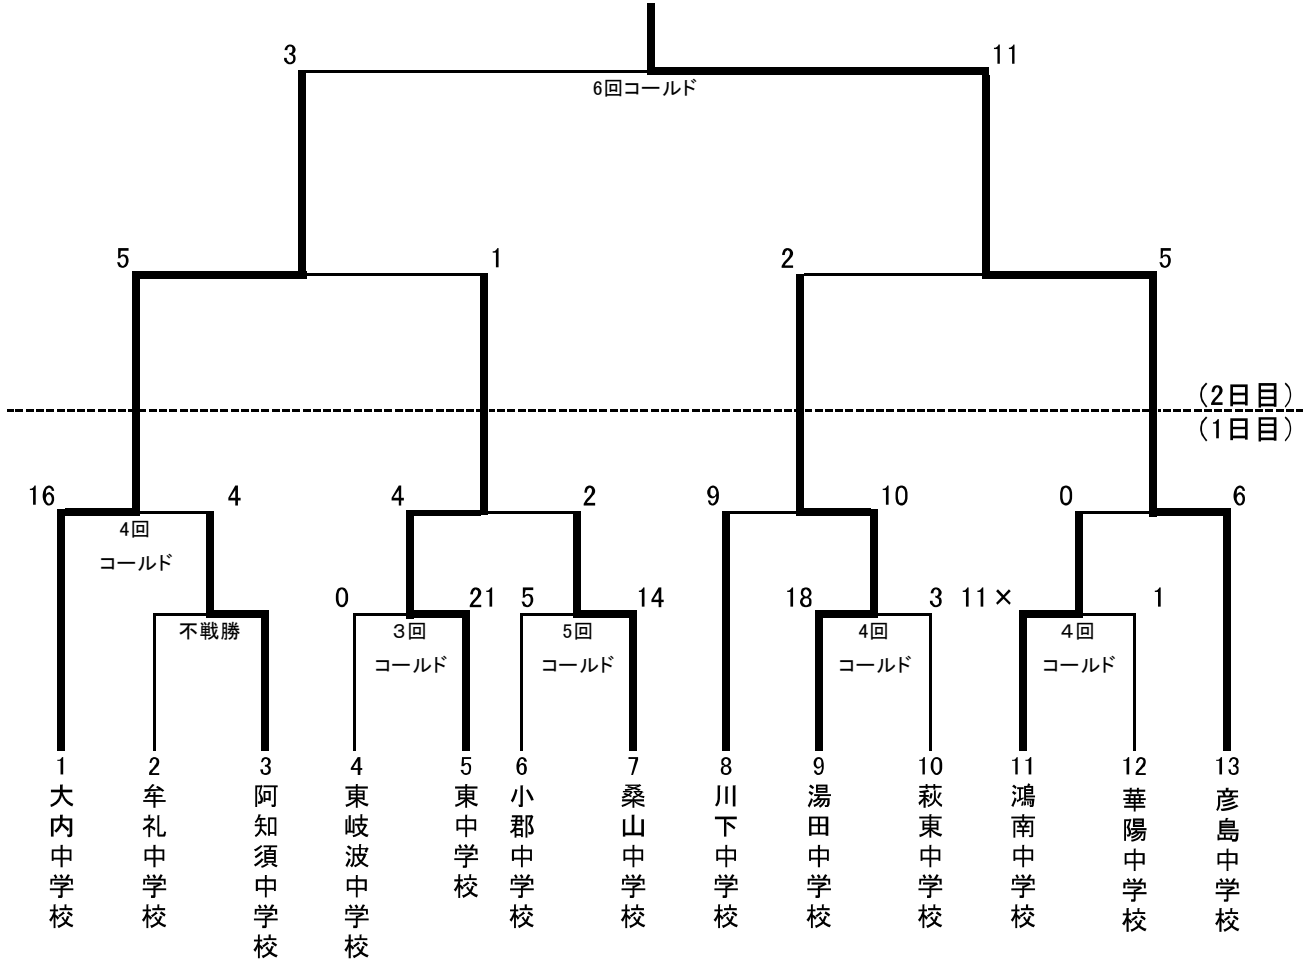 3 11
6回コールド
5 1 2 5
(2日目)
(1日目)
16 4 4 2 9 10 0 6
4回
コールド
0 21 5 14 18 3 11× 1
不戦勝 3回 5回 4回 4回
コールド コールド コールド コールド
1 2 3 4 5 6 7 8 9 10 11 12 13
大内中学校
牟礼中学校
阿知須中学校
東岐波中学校
東中学校
小郡中学校
桑山中学校
川下中学校
湯田中学校
萩東中学校
鴻南中学校
華陽中学校
彦島中学校